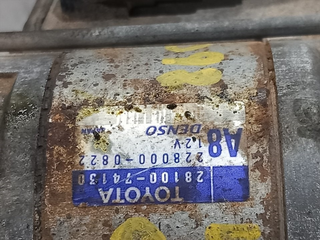 TOYOTA
28100-74130
228000-0822
A8 12V
DENSO
JAPAN